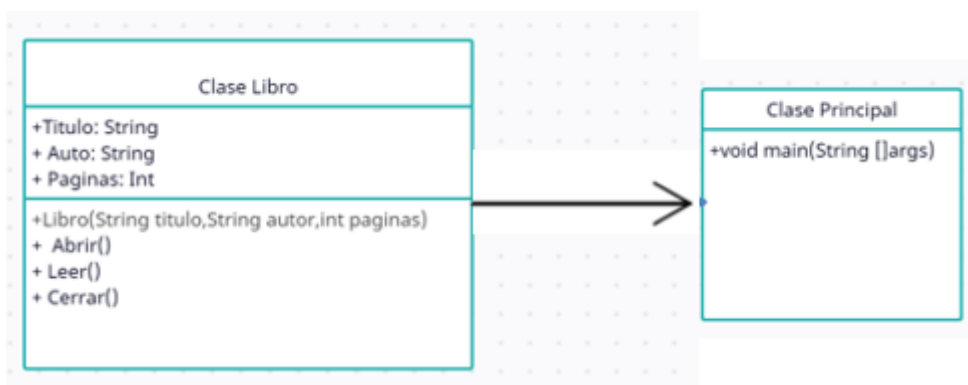 Clase Libro
+Titulo: String
+ Auto: String
+ Paginas: Int
+Libro(String titulo,String autor,int paginas)
+ Abrir()
+ Leer()
+ Cerrar()
Clase Principal
+void main(String []args)